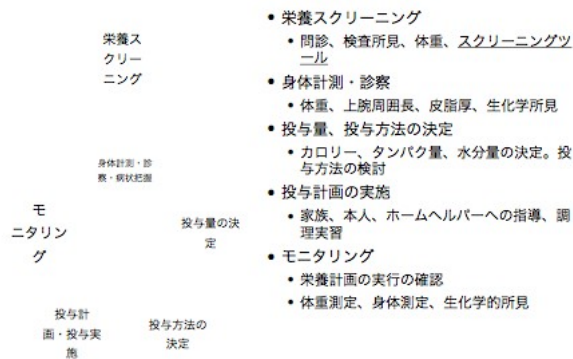 栄養ス
クリー
ニング
身体計測・診
察・病状把握
モ
ニタリン
グ
投与量の決
定
投与計
画・投与実
施
投与方法の
決定
• 栄養スクリーニング
• 問診、検査所見、体重、スクリーニングツ
ール
• 身体計測・診察
• 体重、上腕周囲長、皮脂厚、生化学所見
• 投与量、投与方法の決定
• カロリー、タンパク量、水分量の決定。投
与方法の検討
• 投与計画の実施
• 家族、本人、ホームヘルパーへの指導、調
理実習
• モニタリング
• 栄養計画の実行の確認
• 体重測定、身体測定、生化学的所見